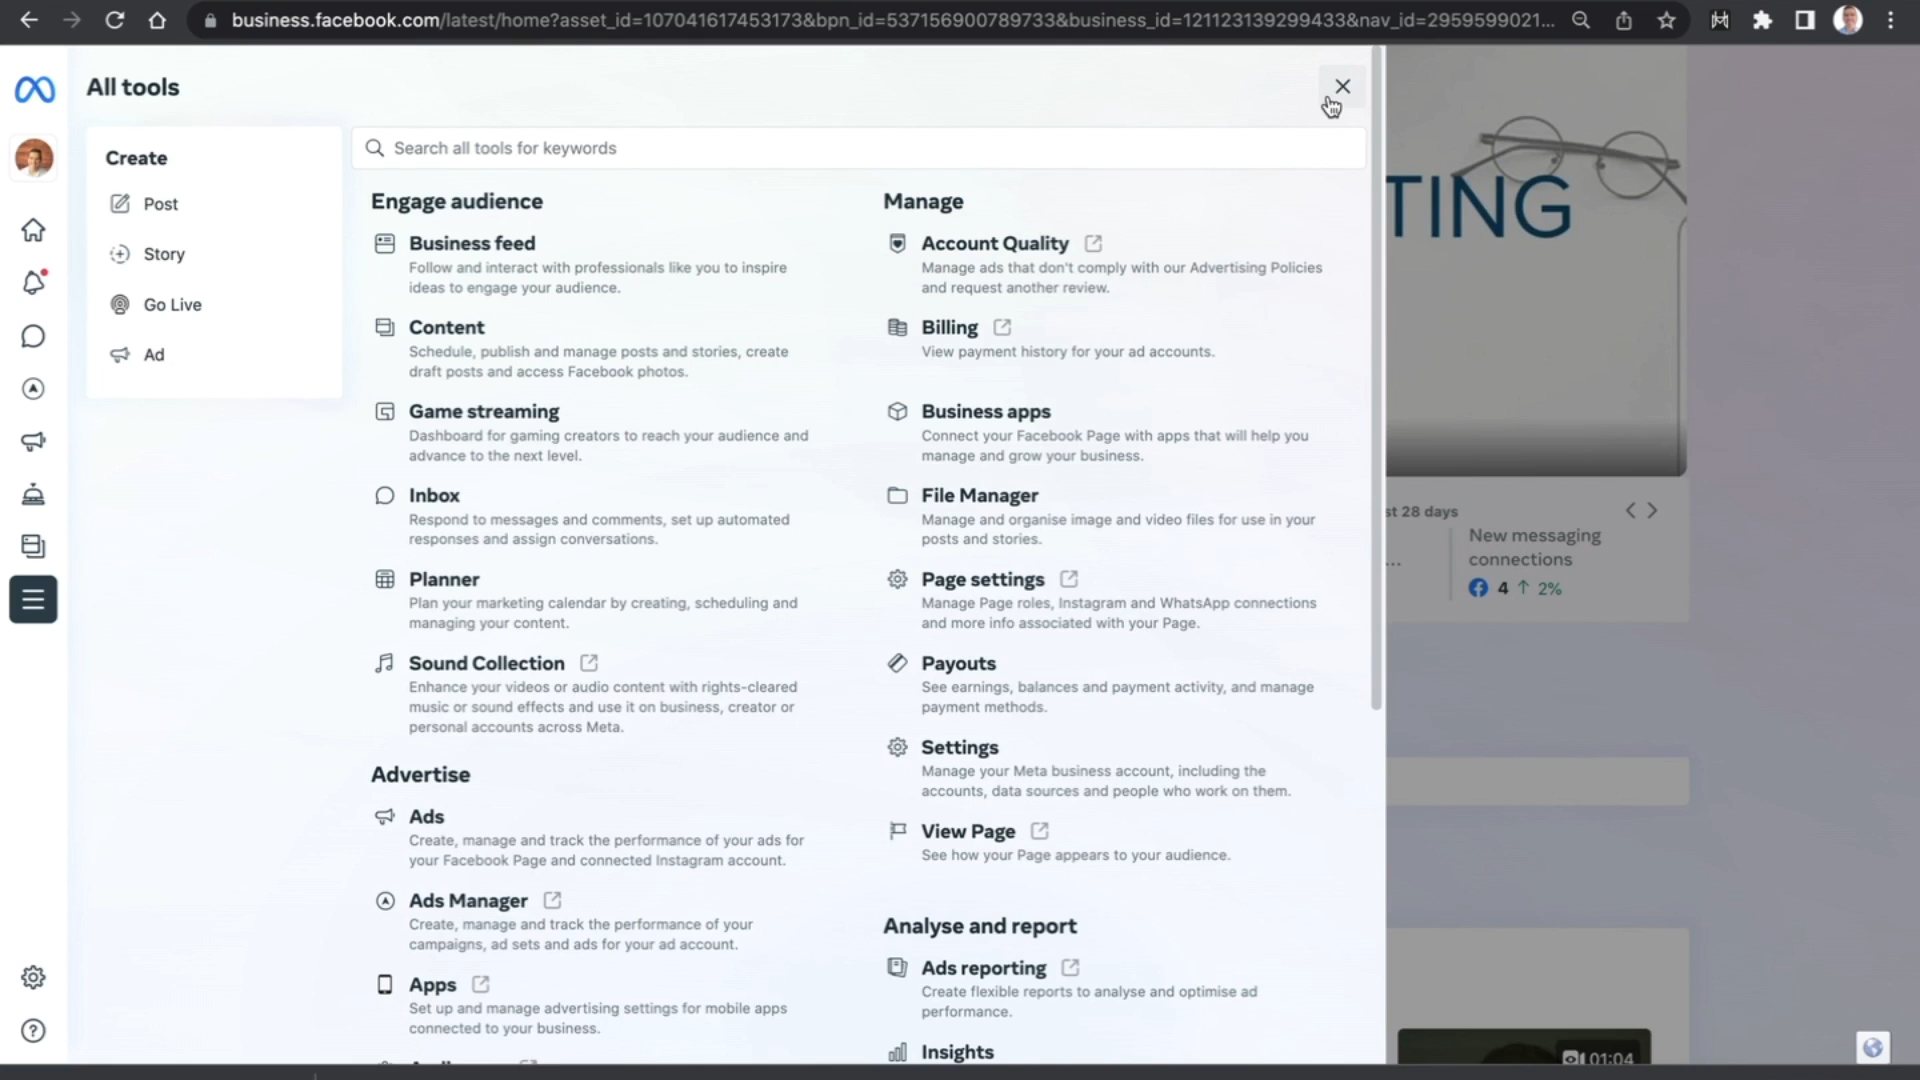 business.facebook.com/latest/home?asset_id=107041617453173&bpn_id=537156900789733&business_id=121123139299433&nav_id=2959599021...
All tools
Create
Post
Story
Go Live
Ad
Search all tools for keywords
Engage audience
Business feed
Follow and interact with professionals like you to inspire
ideas to engage your audience.
Content
Schedule, publish and manage posts and stories, create
draft posts and access Facebook photos.
Game streaming
Dashboard for gaming creators to reach your audience and
advance to the next level.
Inbox
Respond to messages and comments, set up automated
responses and assign conversations.
Planner
Plan your marketing calendar by creating, scheduling and
managing your content.
Sound Collection
Enhance your videos or audio content with rights-cleared
music or sound effects and use it on business, creator or
personal accounts across Meta.
Advertise
Ads
Create, manage and track the performance of your ads for
your Facebook Page and connected Instagram account.
Ads Manager
Create, manage and track the performance of your
campaigns, ad sets and ads for your ad account.
Apps
Set up and manage advertising settings for mobile apps
connected to your business.
Manage
Account Quality
Manage ads that don't comply with our Advertising Policies
and request another review.
Billing
View payment history for your ad accounts.
Business apps
Connect your Facebook Page with apps that will help you
manage and grow your business.
File Manager
Manage and organise image and video files for use in your
posts and stories.
Page settings
Manage Page roles, Instagram and WhatsApp connections
and more info associated with your Page.
Payouts
See earnings, balances and payment activity, and manage
payment methods.
Settings
Manage your Meta business account, including the
accounts, data sources and people who work on them.
View Page
See how your Page appears to your audience.
Analyse and report
Ads reporting
Create flexible reports to analyse and optimise ad
performance.
Insights
TING
st 28 days
New messaging
connections
...
4 ↑ 2%
01:04